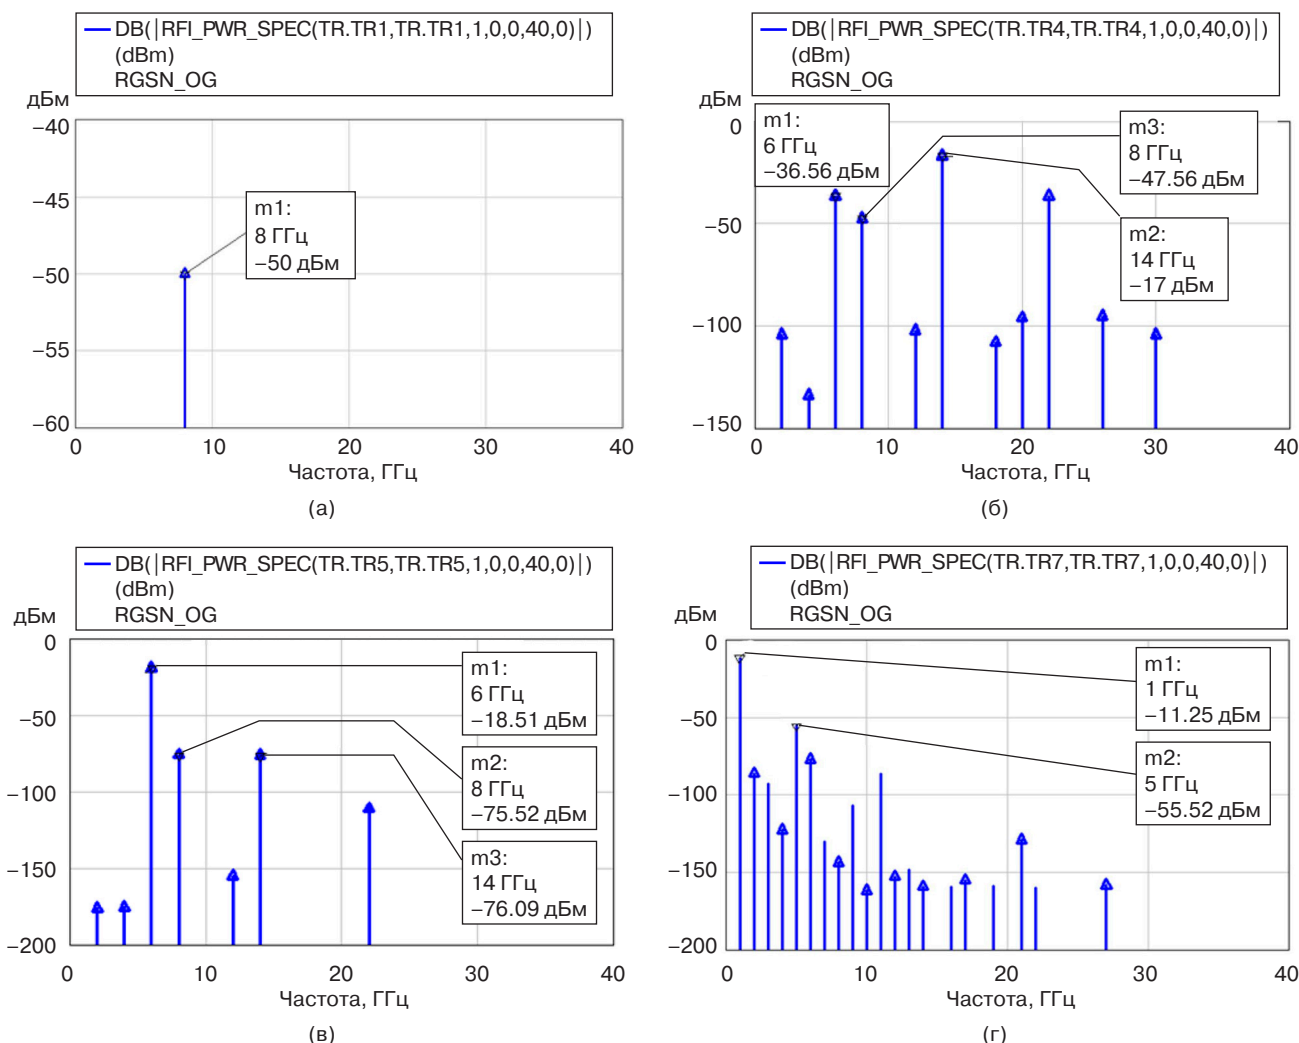 DB(|RFI_PWR_SPEC(TR.TR1,TR.TR1,1,0,0,40,0)|)
(dBm)
RGSN_OG
дБм
−40
−45
−50
−55
−60
m1:
8 ГГц
−50 дБм
0
10
20
30
40
Частота, ГГц
(а)
DB(|RFI_PWR_SPEC(TR.TR4,TR.TR4,1,0,0,40,0)|)
(dBm)
RGSN_OG
дБм
0
−50
−100
−150
m1:
6 ГГц
−36.56 дБм
m3:
8 ГГц
−47.56 дБм
m2:
14 ГГц
−17 дБм
0
10
20
30
40
Частота, ГГц
(б)
DB(|RFI_PWR_SPEC(TR.TR5,TR.TR5,1,0,0,40,0)|)
(dBm)
RGSN_OG
дБм
0
−50
−100
−150
−200
m1:
6 ГГц
−18.51 дБм
m2:
8 ГГц
−75.52 дБм
m3:
14 ГГц
−76.09 дБм
0
10
20
30
40
Частота, ГГц
(в)
DB(|RFI_PWR_SPEC(TR.TR7,TR.TR7,1,0,0,40,0)|)
(dBm)
RGSN_OG
дБм
0
−50
−100
−150
−200
m1:
1 ГГц
−11.25 дБм
m2:
5 ГГц
−55.52 дБм
0
10
20
30
40
Частота, ГГц
(г)